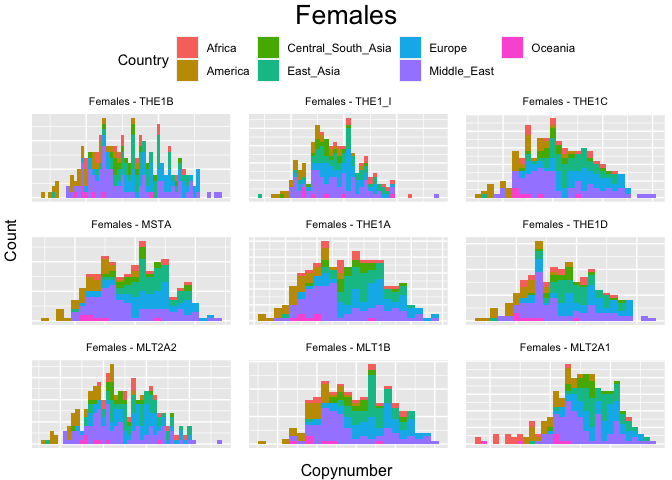 Females
Country
Africa
Central_South_Asia
Europe
Oceania
America
East_Asia
Middle_East
Females - THE1B
Females - THE1_I
Females - THE1C
Females - MSTA
Females - THE1A
Females - THE1D
Females - MLT2A2
Females - MLT1B
Females - MLT2A1
Count
Copynumber